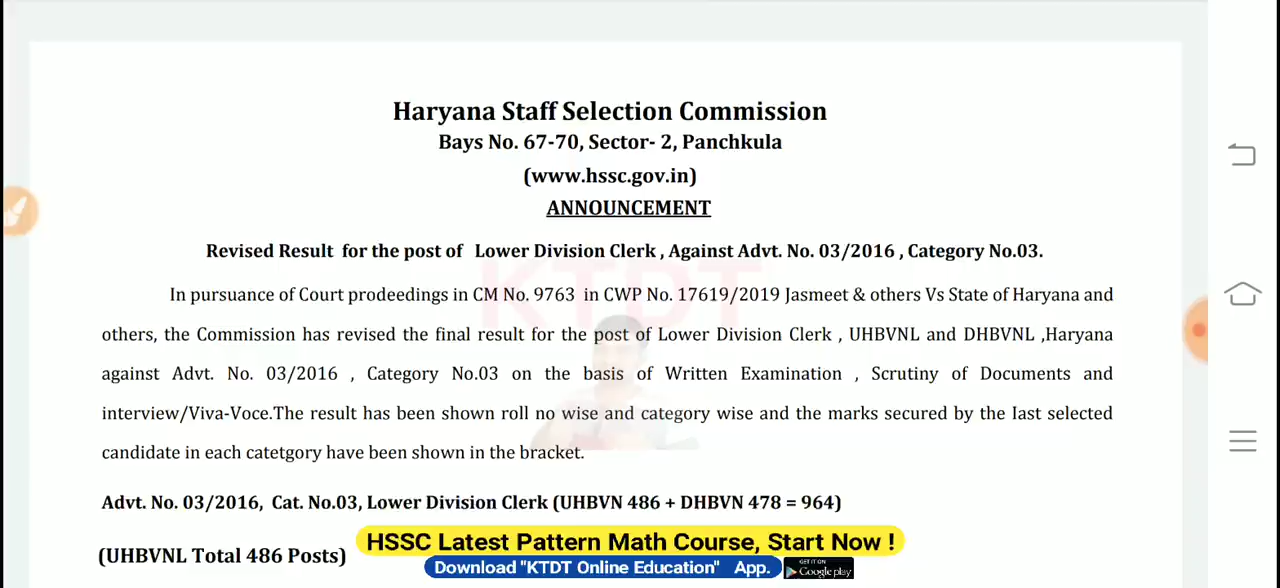 Haryana Staff Selection Commission
Bays No. 67-70, Sector- 2, Panchkula
(www.hssc.gov.in)
ANNOUNCEMENT
Revised Result for the post of Lower Division Clerk , Against Advt. No. 03/2016 , Category No.03.
KTDT
In pursuance of Court prodeedings in CM No. 9763 in CWP No. 17619/2019 Jasmeet & others Vs State of Haryana and
others, the Commission has revised the final result for the post of Lower Division Clerk , UHBVNL and DHBVNL ,Haryana
against Advt. No. 03/2016 , Category No.03 on the basis of Written Examination , Scrutiny of Documents and
interview/Viva-Voce.The result has been shown roll no wise and category wise and the marks secured by the last selected
candidate in each catetgory have been shown in the bracket.
Advt. No. 03/2016, Cat. No.03, Lower Division Clerk (UHBVN 486 + DHBVN 478 = 964)
(UHBVNL Total 486 Posts)
HSSC Latest Pattern Math Course, Start Now !
Download "KTDT Online Education" App.
GET IT ON
Google play